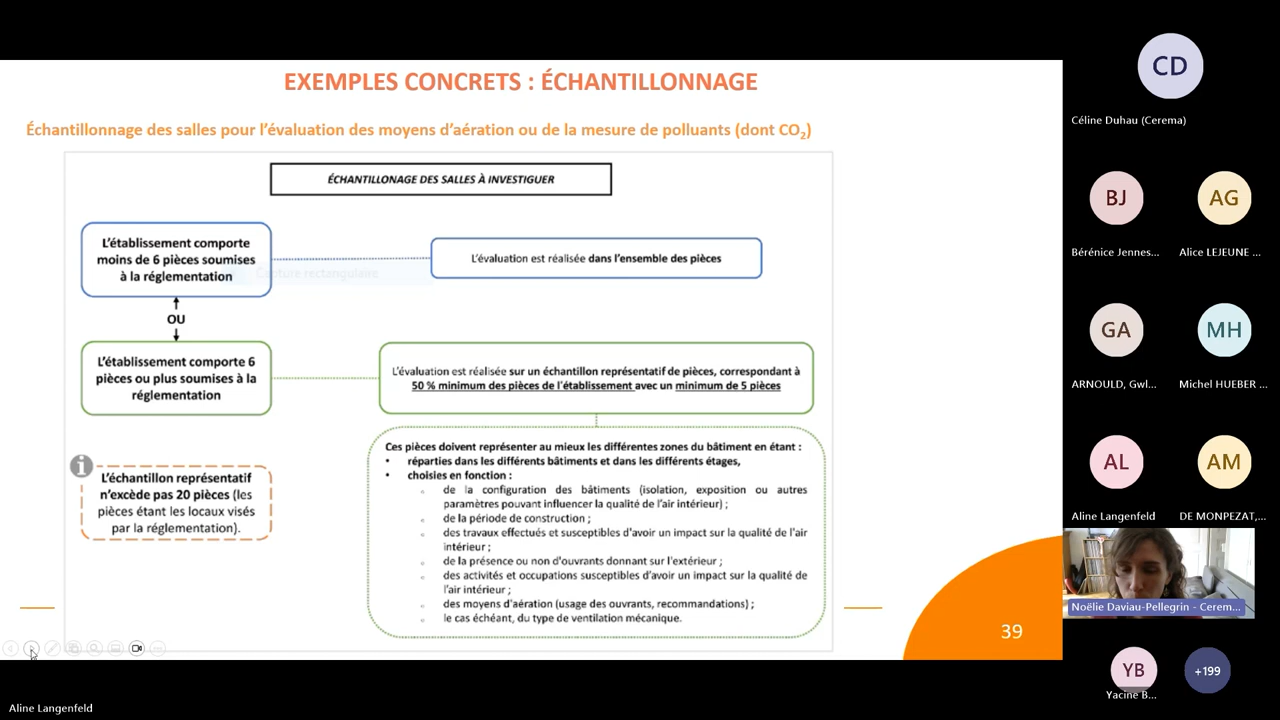 EXEMPLES CONCRETS : ÉCHANTILLONNAGE
Échantillonnage des salles pour l'évaluation des moyens d'aération ou de la mesure de polluants (dont CO₂)
ÉCHANTILLONAGE DES SALLES À INVESTIGUER
L'établissement comporte
moins de 6 pièces soumises
à la réglementation
Capture rectangulaire
L'évaluation est réalisée dans l'ensemble des pièces
OU
L'établissement comporte 6
pièces ou plus soumises à la
réglementation
L'évaluation est réalisée sur un échantillon représentatif de pièces, correspondant à
50 % minimum des pièces de l'établissement avec un minimum de 5 pièces
i
L'échantillon représentatif
n'excède pas 20 pièces (les
pièces étant les locaux visés
par la réglementation).
Ces pièces doivent représenter au mieux les différentes zones du bâtiment en étant :
• réparties dans les différents bâtiments et dans les différents étages,
• choisies en fonction :
de la configuration des bâtiments (isolation, exposition ou autres
paramètres pouvant influencer la qualité de l'air intérieur) ;
de la période de construction ;
des travaux effectués et susceptibles d'avoir un impact sur la qualité de l'air
intérieur ;
de la présence ou non d'ouvrants donnant sur l'extérieur ;
des activités et occupations susceptibles d'avoir un impact sur la qualité de
l'air intérieur ;
des moyens d'aération (usage des ouvrants, recommandations) ;
le cas échéant, du type de ventilation mécanique.
39
Aline Langenfeld
CD
Céline Duhau (Cerema)
BJ
AG
Bérénice Jennes...
Alice LEJEUNE ...
GA
MH
ARNOULD, Gwl...
Michel HUEBER ...
AL
AM
Aline Langenfeld
DE MONPEZAT,...
Noëlie Daviau-Pellegrin - Cerem...
YB
+199
Yacine B...